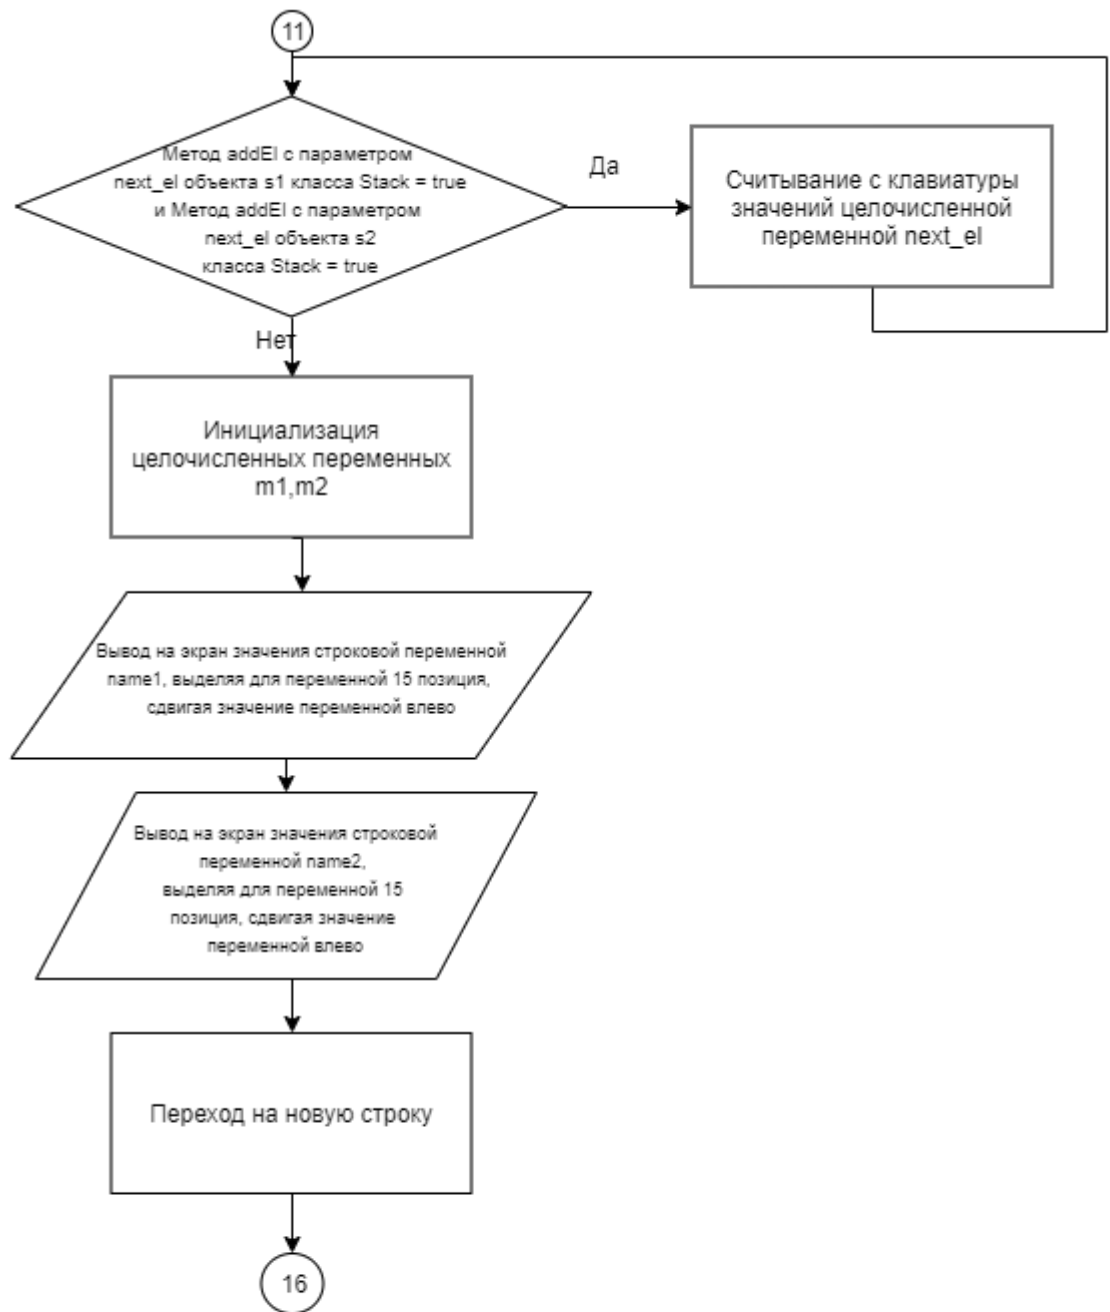 11
Метод addEl с параметром
next_el объекта s1 класса Stack = true
и Метод addEl с параметром
next_el объекта s2
класса Stack = true
Да
Считывание с клавиатуры
значений целочисленной
переменной next_el
Нет
Инициализация
целочисленных переменных
m1,m2
Вывод на экран значения строковой переменной
name1, выделяя для переменной 15 позиция,
сдвигая значение переменной влево
Вывод на экран значения строковой
переменной name2,
выделяя для переменной 15
позиция, сдвигая значение
переменной влево
Переход на новую строку
16